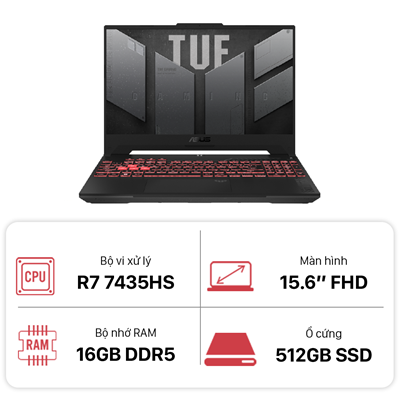 TUF
ASUS
CPU
Bộ vi xử lý
R7 7435HS
Màn hình
15.6″ FHD
RAM
Bộ nhớ RAM
16GB DDR5
Ổ cứng
512GB SSD